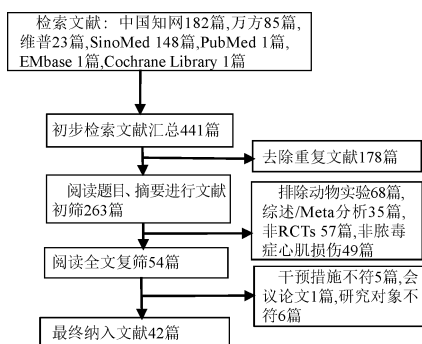 检索文献：中国知网182篇,万方85篇,
维普23篇,SinoMed 148篇,PubMed 1篇,
EMbase 1篇,Cochrane Library 1篇
初步检索文献汇总441篇
去除重复文献178篇
阅读题目、摘要进行文献
初筛263篇
排除动物实验68篇,
综述/Meta分析35篇,
非RCTs 57篇,非脓毒
症心肌损伤49篇
阅读全文复筛54篇
干预措施不符5篇,会
议论文1篇,研究对象不
符6篇
最终纳入文献42篇